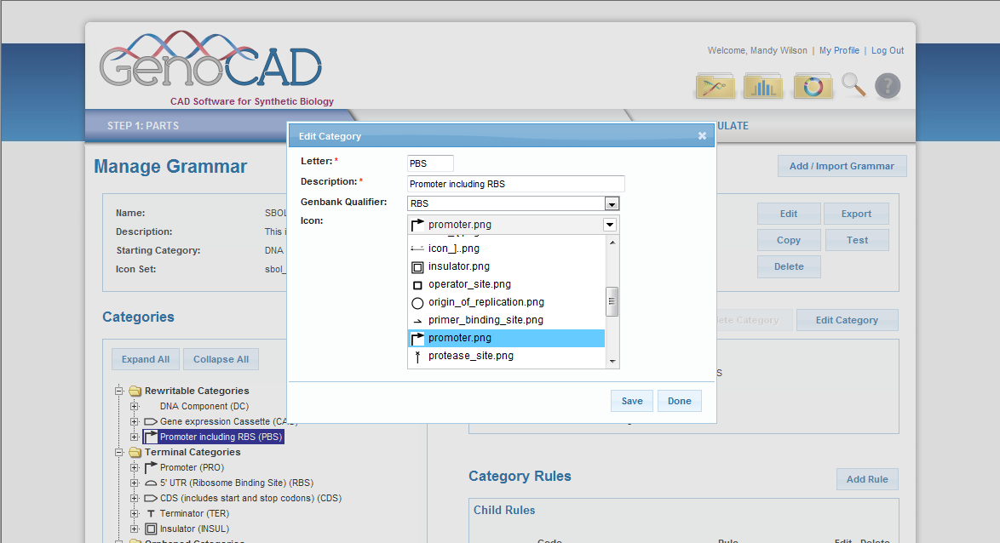 GenoCAD
CAD Software for Synthetic Biology
Welcome, Mandy Wilson | My Profile | Log Out
?
STEP 1: PARTS
ULATE
Manage Grammar
Add / Import Grammar
Name: SBOL
Description: This i
Starting Category: DNA
Icon Set: sbol_
Edit Export
Copy Test
Delete
Edit Category
Letter: * PBS
Description: * Promoter including RBS
Genbank Qualifier: RBS
Icon: promoter.png
icon_]..png
insulator.png
operator_site.png
origin_of_replication.png
primer_binding_site.png
promoter.png
protease_site.png
Save Done
Categories
ete Category Edit Category
Expand All Collapse All
S
Rewritable Categories
DNA Component (DC)
Gene expression Cassette (CA
Promoter including RBS (PBS)
Terminal Categories
Promoter (PRO)
5' UTR (Ribosome Binding Site) (RBS)
CDS (includes start and stop codons) (CDS)
Terminator (TER)
Insulator (INSUL)
Orphaned Categories
Category Rules
Add Rule
Child Rules
Code Rule Edit Delete